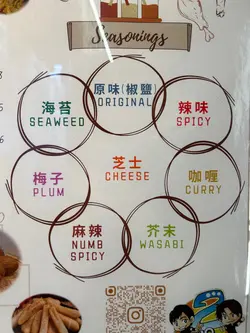 Seasonings
原味(椒鹽)
ORIGINAL
海苔
SEAWEED
辣味
SPICY
梅子
PLUM
芝士
CHEESE
咖喱
CURRY
麻辣
NUMB
SPICY
芥末
WASABI